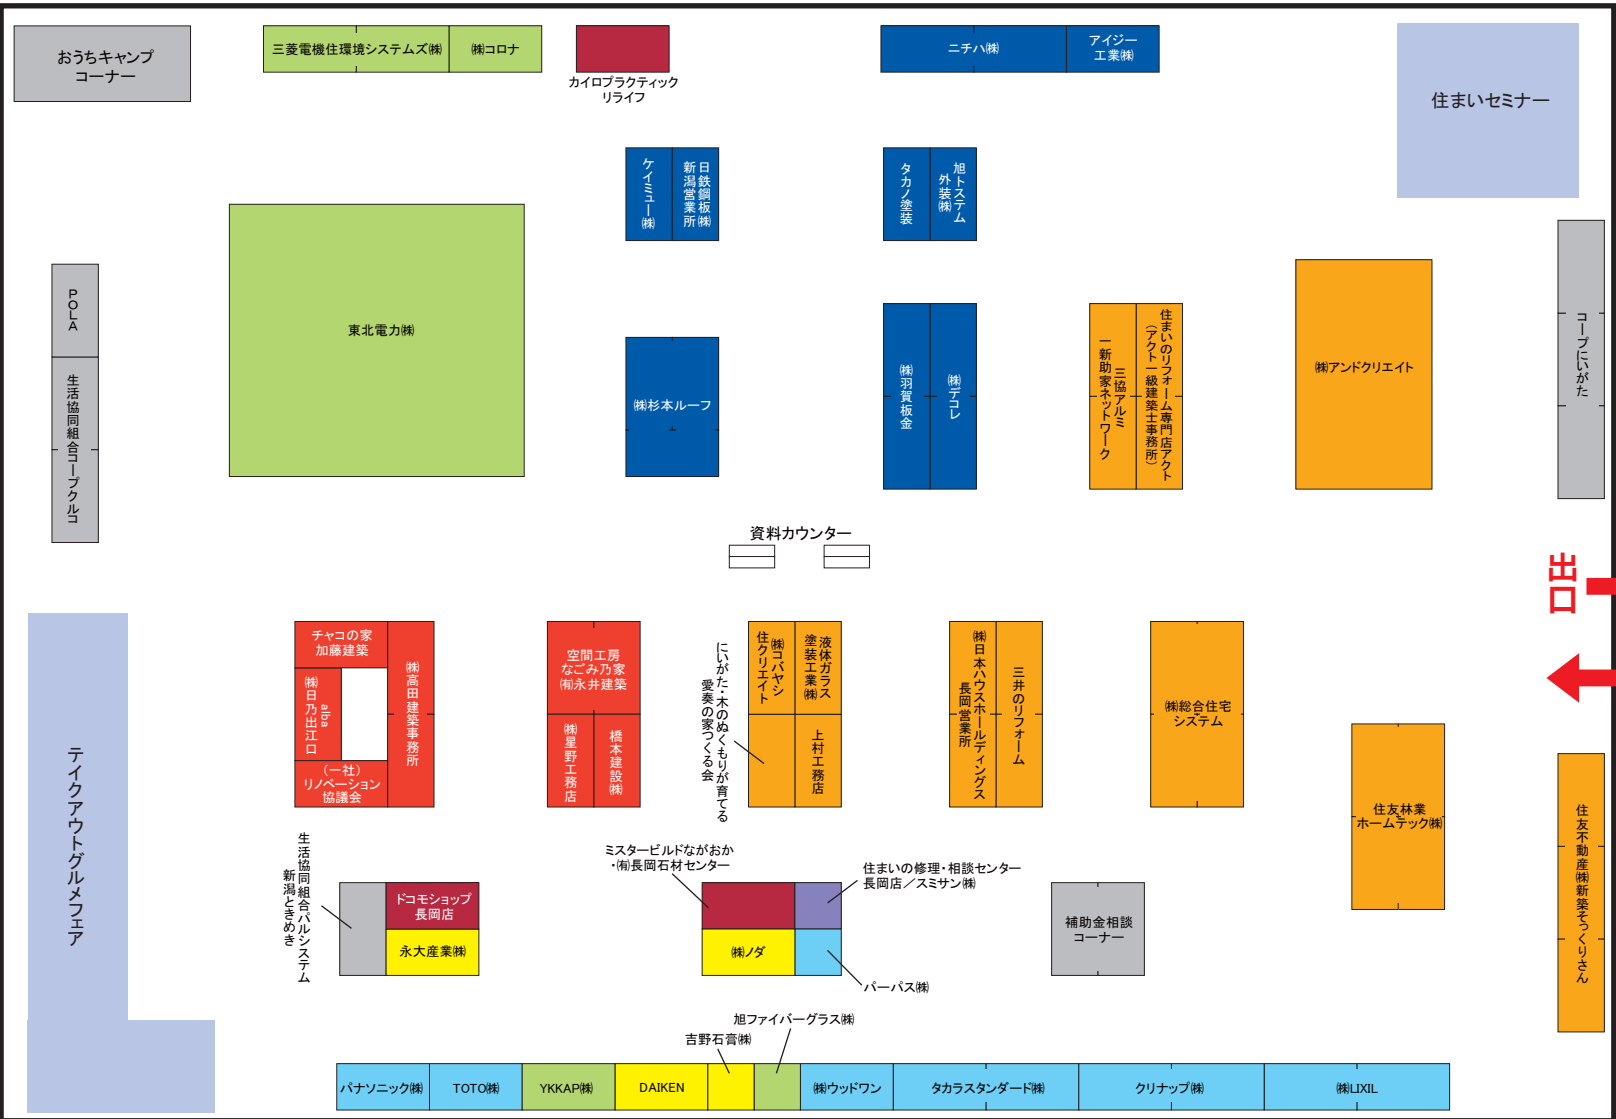 おうちキャンプ
コーナー
三菱電機住環境システムズ㈱
㈱コロナ
カイロプラクティック
リライフ
ニチハ㈱
アイジー
工業㈱
住まいセミナー
ケイミュー㈱
日鉄鋼板㈱
新潟営業所
タカノ塗装
旭トステム
外装㈱
POLA
生活協同組合コープクルコ
東北電力㈱
㈱杉本ルーフ
㈱羽賀板金
㈱デコレ
三協アルミ
一新助家ネットワーク
住まいのリフォーム専門店アクト
（アクト一級建築士事務所）
㈱アンドクリエイト
コープにいがた
資料カウンター
出口
チャコの家
加藤建築
㈱日乃出江口
alba
（一社）
リノベーション
協議会
㈱高田建築事務所
空間工房
なごみ乃家
㈲永井建築
㈱星野工務店
橋本建設㈱
にいがた・木のぬくもりが育てる
愛奏の家つくる会
㈱コバヤシ
住クリエイト
液体ガラス
塗装工業㈱
上村工務店
㈱日本ハウスホールディングス
長岡営業所
三井のリフォーム
㈱総合住宅
システム
住友林業
ホームテック㈱
住友不動産㈱新築そっくりさん
テイクアウトグルメフェア
生活協同組合パルシステム
新潟ときめき
ドコモショップ
長岡店
永大産業㈱
ミスタービルドながおか
・㈲長岡石材センター
住まいの修理・相談センター
長岡店／スミサン㈱
㈱ノダ
パーパス㈱
補助金相談
コーナー
旭ファイバーグラス㈱
吉野石膏㈱
パナソニック㈱
TOTO㈱
YKKAP㈱
DAIKEN
㈱ウッドワン
タカラスタンダード㈱
クリナップ㈱
㈱LIXIL